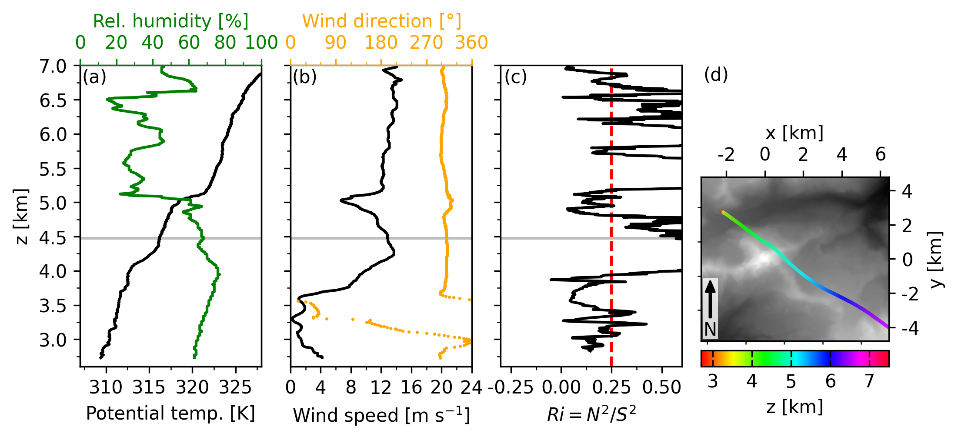 Rel. humidity [%]
0 20 40 60 80 100
Wind direction [°]
0 90 180 270 360
(a)
(b)
(c)
(d)
7.0
6.5
6.0
5.5
5.0
4.5
4.0
3.5
3.0
z [km]
310 315 320 325
Potential temp. [K]
0 4 8 12 16 20 24
Wind speed [m s⁻¹]
-0.25 0.00 0.25 0.50
Ri = N²/S²
x [km]
-2 0 2 4 6
4
2
0
-2
-4
y [km]
N
3 4 5 6 7
z [km]